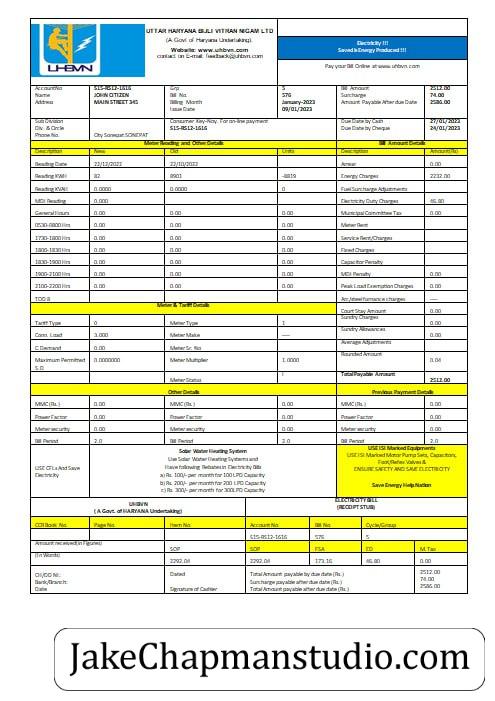 UTTAR HARYANA BIJLI VITRAN NIGAM LTD
(A Govt of Haryana Undertaking)
Website: www.uhbvn.com
contact on E-mail: feedback@uhbvn.com
UHBVN
Electricity !!!
Saved is Energy Produced !!!
Pay your Bill Online at www.uhbvn.com
Account No S15-RS12-1616 Grp S Bill Amount 2512.00
Name JOHN CITIZEN Bill No. 576 Surcharge 74.00
Address MAIN STREET 345 Billing Month January-2023 Amount Payable After due Date 2586.00
Issue Date 09/01/2023
Sub Division Consumer Key-No. For on-line payment Due Date by Cash 27/01/2023
Div. & Circle S15-RS12-1616 Due Date by Cheque 24/01/2023
Phone No. City Sonepat SONEPAT
Meter Reading and Other Details Bill Amount Details
Description New Old Units Description Amount(Rs)
Reading Date 22/12/2022 22/10/2022 Arrear 0.00
Reading KWH 82 8901 -8819 Energy Charges 2232.00
Reading KVAH 0.0000 0.0000 0 Fuel Surcharge Adjustments
MDI Reading 0.000 Electricity Duty Charges 46.80
General Hours 0.00 0.00 0.00 Municipal Committee Tax 0.00
0530-0800 Hrs 0.00 0.00 0.00 Meter Rent
1730-1800 Hrs 0.00 0.00 0.00 Service Rent/Charges
1800-1830 Hrs 0.00 0.00 0.00 Fixed Charges
1830-1900 Hrs 0.00 0.00 0.00 Capacitor Penalty
1900-2100 Hrs 0.00 0.00 0.00 MDI Penalty 0.00
2100-2200 Hrs 0.00 0.00 0.00 Peak Load Exemption Charges 0.00
TOD 8 Arc/steel furnace charges ----
Meter & Tariff Details Court Stay Amount 0.00
Tariff Type 0 Meter Type 1 Sundry Charges 0.00
Conn. Load 3.000 Meter Make ---- Sundry Allowances 0.00
C Demand 0.00 Meter Sr. No Average Adjustments
Maximum Permitted S.D 0.0000000 Meter Multiplier 1.0000 Rounded Amount 0.04
Meter Status Total Payable Amount 2512.00
Other Details Previous Payment Details
MMC (Rs.) 0.00 MMC (Rs.) 0.00 MMC (Rs.) 0.00
Power Factor 0.00 Power Factor 0.00 Power Factor 0.00
Meter security 0.00 Meter security 0.00 Meter security 0.00
Bill Period 2.0 Bill Period 2.0 Bill Period 2.0
USE CFLs And Save Electricity
Solar Water Heating System
Use Solar Water Heating Systems and
Have following Rebates in Electricity Bills
a) Rs. 100/- per month for 100 LPD Capacity
b) Rs. 200/- per month for 200 LPD Capacity
c) Rs. 300/- per month for 300LPD Capacity
USE ISI Marked Equipments
USE ISI Marked Motor Pump Sets, Capacitors,
Foot/Reflex Valves &
ENSURE SAFETY AND SAVE ELECTRICITY
Save Energy Help Nation
UHBVN
( A Govt. of HARYANA Undertaking)
ELECTRICITY BILL
(RECEIPT STUB)
CCR Book No. Page No. Item No. Account No. Bill No. Cycle/Group
S15-RS12-1616 576 S
Amount received(in Figures) SOP SOP FSA ED M. Tax
(In Words) 2292.04 2292.04 173.16 46.80 0.00
Ch/DD Nl.: Dated Total Amount payable by due date (Rs.) 2512.00
Bank/Branch: Surcharge payable after due date (Rs.) 74.00
Date Signature of Cashier Total Amount payable after due date (Rs.) 2586.00
JakeChapmanstudio.com